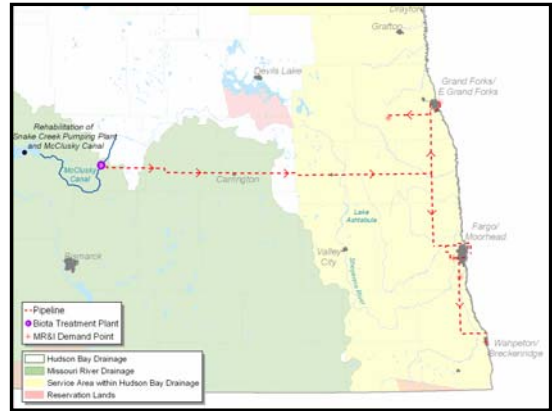 Drayton
Grafton
Devils Lake
Grand Forks/
E Grand Forks
Rehabilitation of
Snake Creek Pumping Plant
and McClusky Canal
McClusky
Canal
Carrington
Lake
Ashtabula
Fargo/
Moorhead
Valley
City
Bismarck
Sheyenne River
Wahpeton/
Breckenridge
Pipeline
Biota Treatment Plant
MR&I Demand Point
Hudson Bay Drainage
Missouri River Drainage
Service Area within Hudson Bay Drainage
Reservation Lands